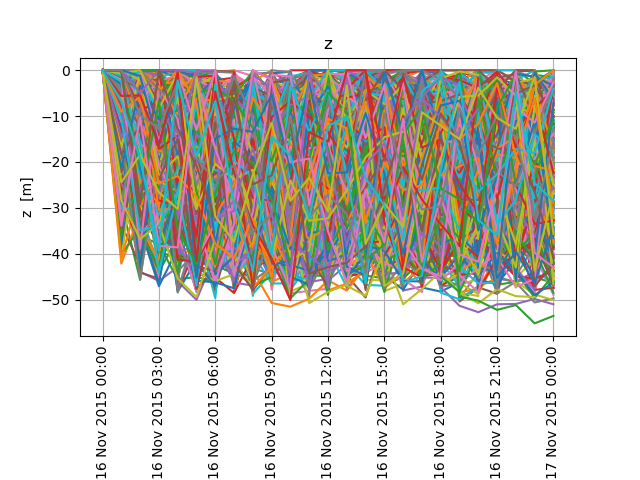 z
z [m]
0
−10
−20
−30
−40
−50
16 Nov 2015 00:00
16 Nov 2015 03:00
16 Nov 2015 06:00
16 Nov 2015 09:00
16 Nov 2015 12:00
16 Nov 2015 15:00
16 Nov 2015 18:00
16 Nov 2015 21:00
17 Nov 2015 00:00